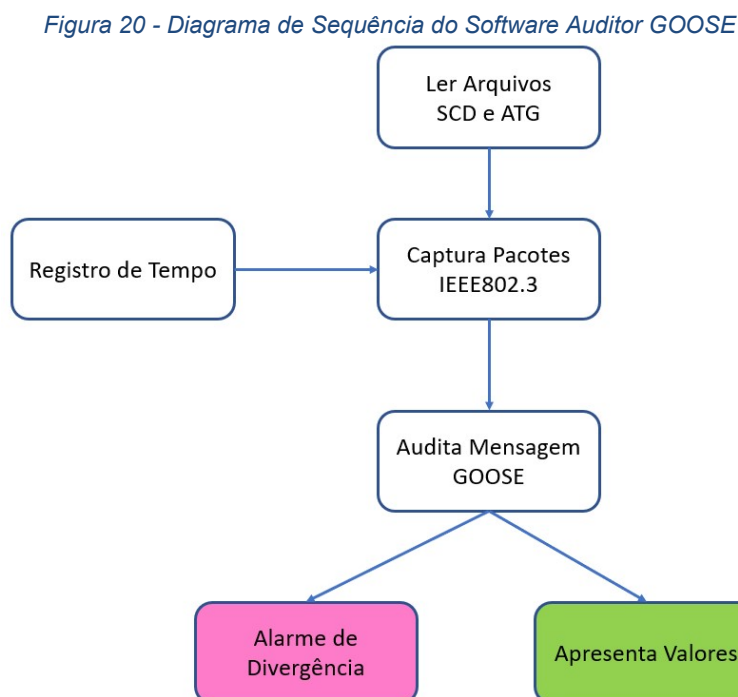 Figura 20 - Diagrama de Sequência do Software Auditor GOOSE
Ler Arquivos
SCD e ATG
Registro de Tempo
Captura Pacotes
IEEE802.3
Audita Mensagem
GOOSE
Alarme de
Divergência
Apresenta Valores